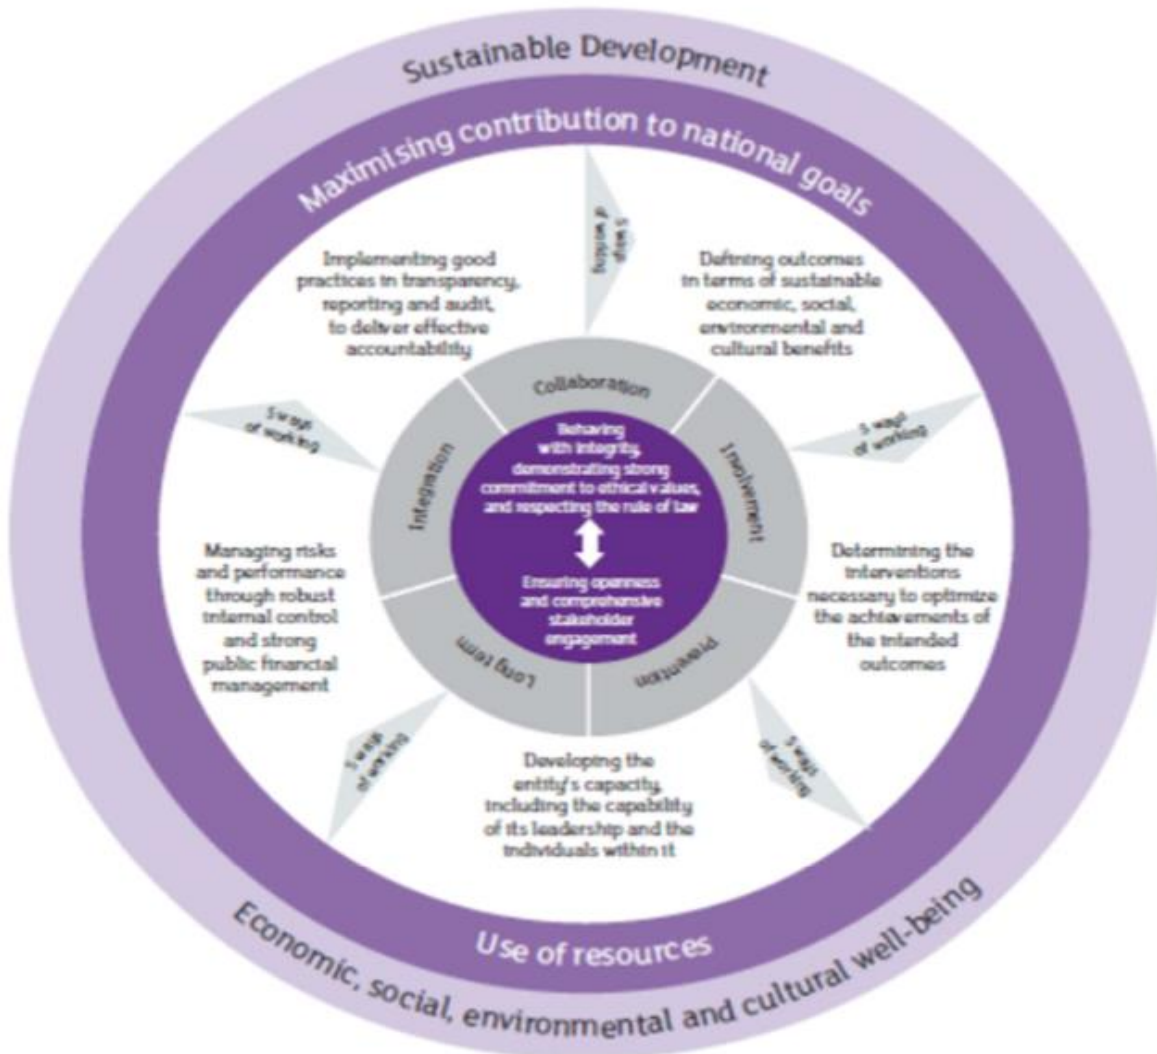 Sustainable Development
Maximising contribution to national goals
5 ways
of working
Implementing good
practices in transparency,
reporting and audit,
to deliver effective
accountability
Defining outcomes
in terms of sustainable
economic, social,
environmental and
cultural benefits
Collaboration
5 ways
of working
5 ways
of working
Integration
Involvement
Behaving
with integrity,
demonstrating strong
commitment to ethical values,
and respecting the rule of law
Ensuring openness
and comprehensive
stakeholder
engagement
Managing risks
and performance
through robust
internal control
and strong
public financial
management
Determining the
interventions
necessary to optimize
the achievements of
the intended
outcomes
Long term
Prevention
5 ways
of working
5 ways
of working
Developing the
entity's capacity,
including the capability
of its leadership and the
individuals within it
Use of resources
Economic, social, environmental and cultural well-being